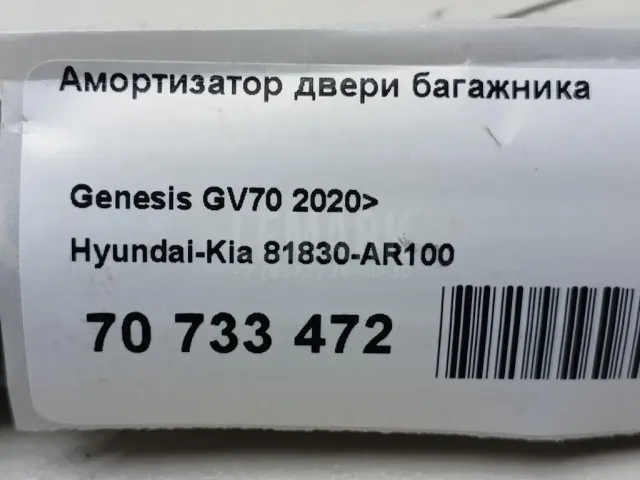 Амортизатор двери багажника
Genesis GV70 2020>
Hyundai-Kia 81830-AR100
70 733 472